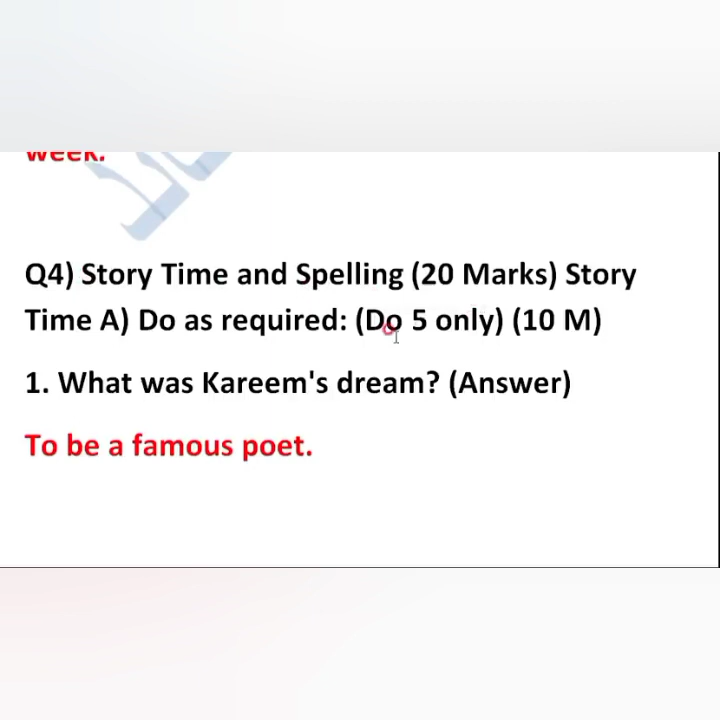 week.
Q4) Story Time and Spelling (20 Marks) Story
Time A) Do as required: (Do 5 only) (10 M)
1. What was Kareem's dream? (Answer)
To be a famous poet.